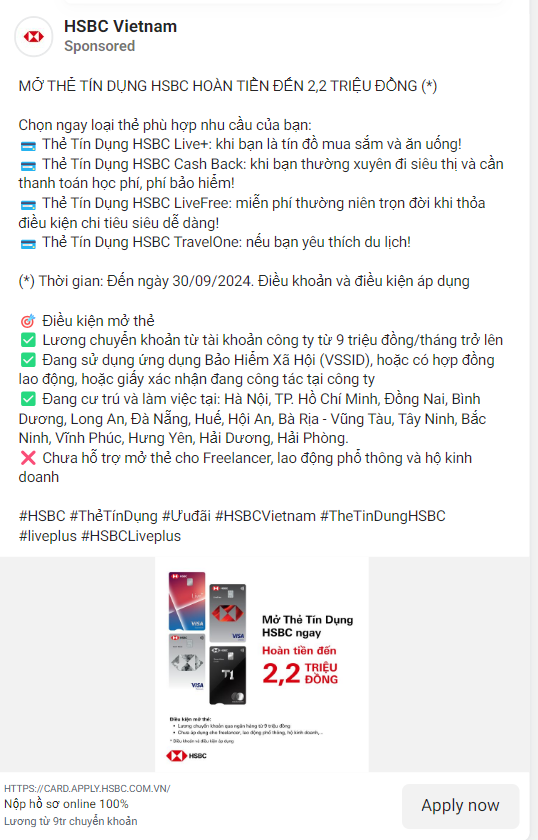 HSBC Vietnam
Sponsored
MỞ THẺ TÍN DỤNG HSBC HOÀN TIỀN ĐẾN 2,2 TRIỆU ĐỒNG (*)
Chọn ngay loại thẻ phù hợp nhu cầu của bạn:
💳 Thẻ Tín Dụng HSBC Live+: khi bạn là tín đồ mua sắm và ăn uống!
💳 Thẻ Tín Dụng HSBC Cash Back: khi bạn thường xuyên đi siêu thị và cần
thanh toán học phí, phí bảo hiểm!
💳 Thẻ Tín Dụng HSBC LiveFree: miễn phí thường niên trọn đời khi thỏa
điều kiện chi tiêu siêu dễ dàng!
💳 Thẻ Tín Dụng HSBC TravelOne: nếu bạn yêu thích du lịch!
(*) Thời gian: Đến ngày 30/09/2024. Điều khoản và điều kiện áp dụng
🎯 Điều kiện mở thẻ
✅ Lương chuyển khoản từ tài khoản công ty từ 9 triệu đồng/tháng trở lên
✅ Đang sử dụng ứng dụng Bảo Hiểm Xã Hội (VSSID), hoặc có hợp đồng
lao động, hoặc giấy xác nhận đang công tác tại công ty
✅ Đang cư trú và làm việc tại: Hà Nội, TP. Hồ Chí Minh, Đồng Nai, Bình
Dương, Long An, Đà Nẵng, Huế, Hội An, Bà Rịa - Vũng Tàu, Tây Ninh, Bắc
Ninh, Vĩnh Phúc, Hưng Yên, Hải Dương, Hải Phòng.
❌ Chưa hỗ trợ mở thẻ cho Freelancer, lao động phổ thông và hộ kinh
doanh
#HSBC #ThẻTínDụng #Ưuđãi #HSBCVietnam #TheTinDungHSBC
#liveplus #HSBCLiveplus
VISA
VISA
VISA
Mở Thẻ Tín Dụng
HSBC ngay
Hoàn tiền đến
2,2 TRIỆU
ĐỒNG
Điều kiện mở thẻ:
• Lương chuyển khoản qua ngân hàng từ 9 triệu đồng
• Chưa áp dụng cho freelancer, lao động phổ thông, hộ kinh doanh,...
* Điều khoản và điều kiện áp dụng
HSBC
HTTPS://CARD.APPLY.HSBC.COM.VN/
Nộp hồ sơ online 100%
Lương từ 9tr chuyển khoản
Apply now